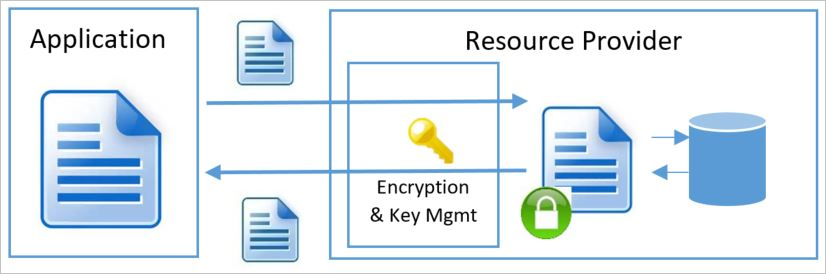 Application
Resource Provider
Encryption
& Key Mgmt